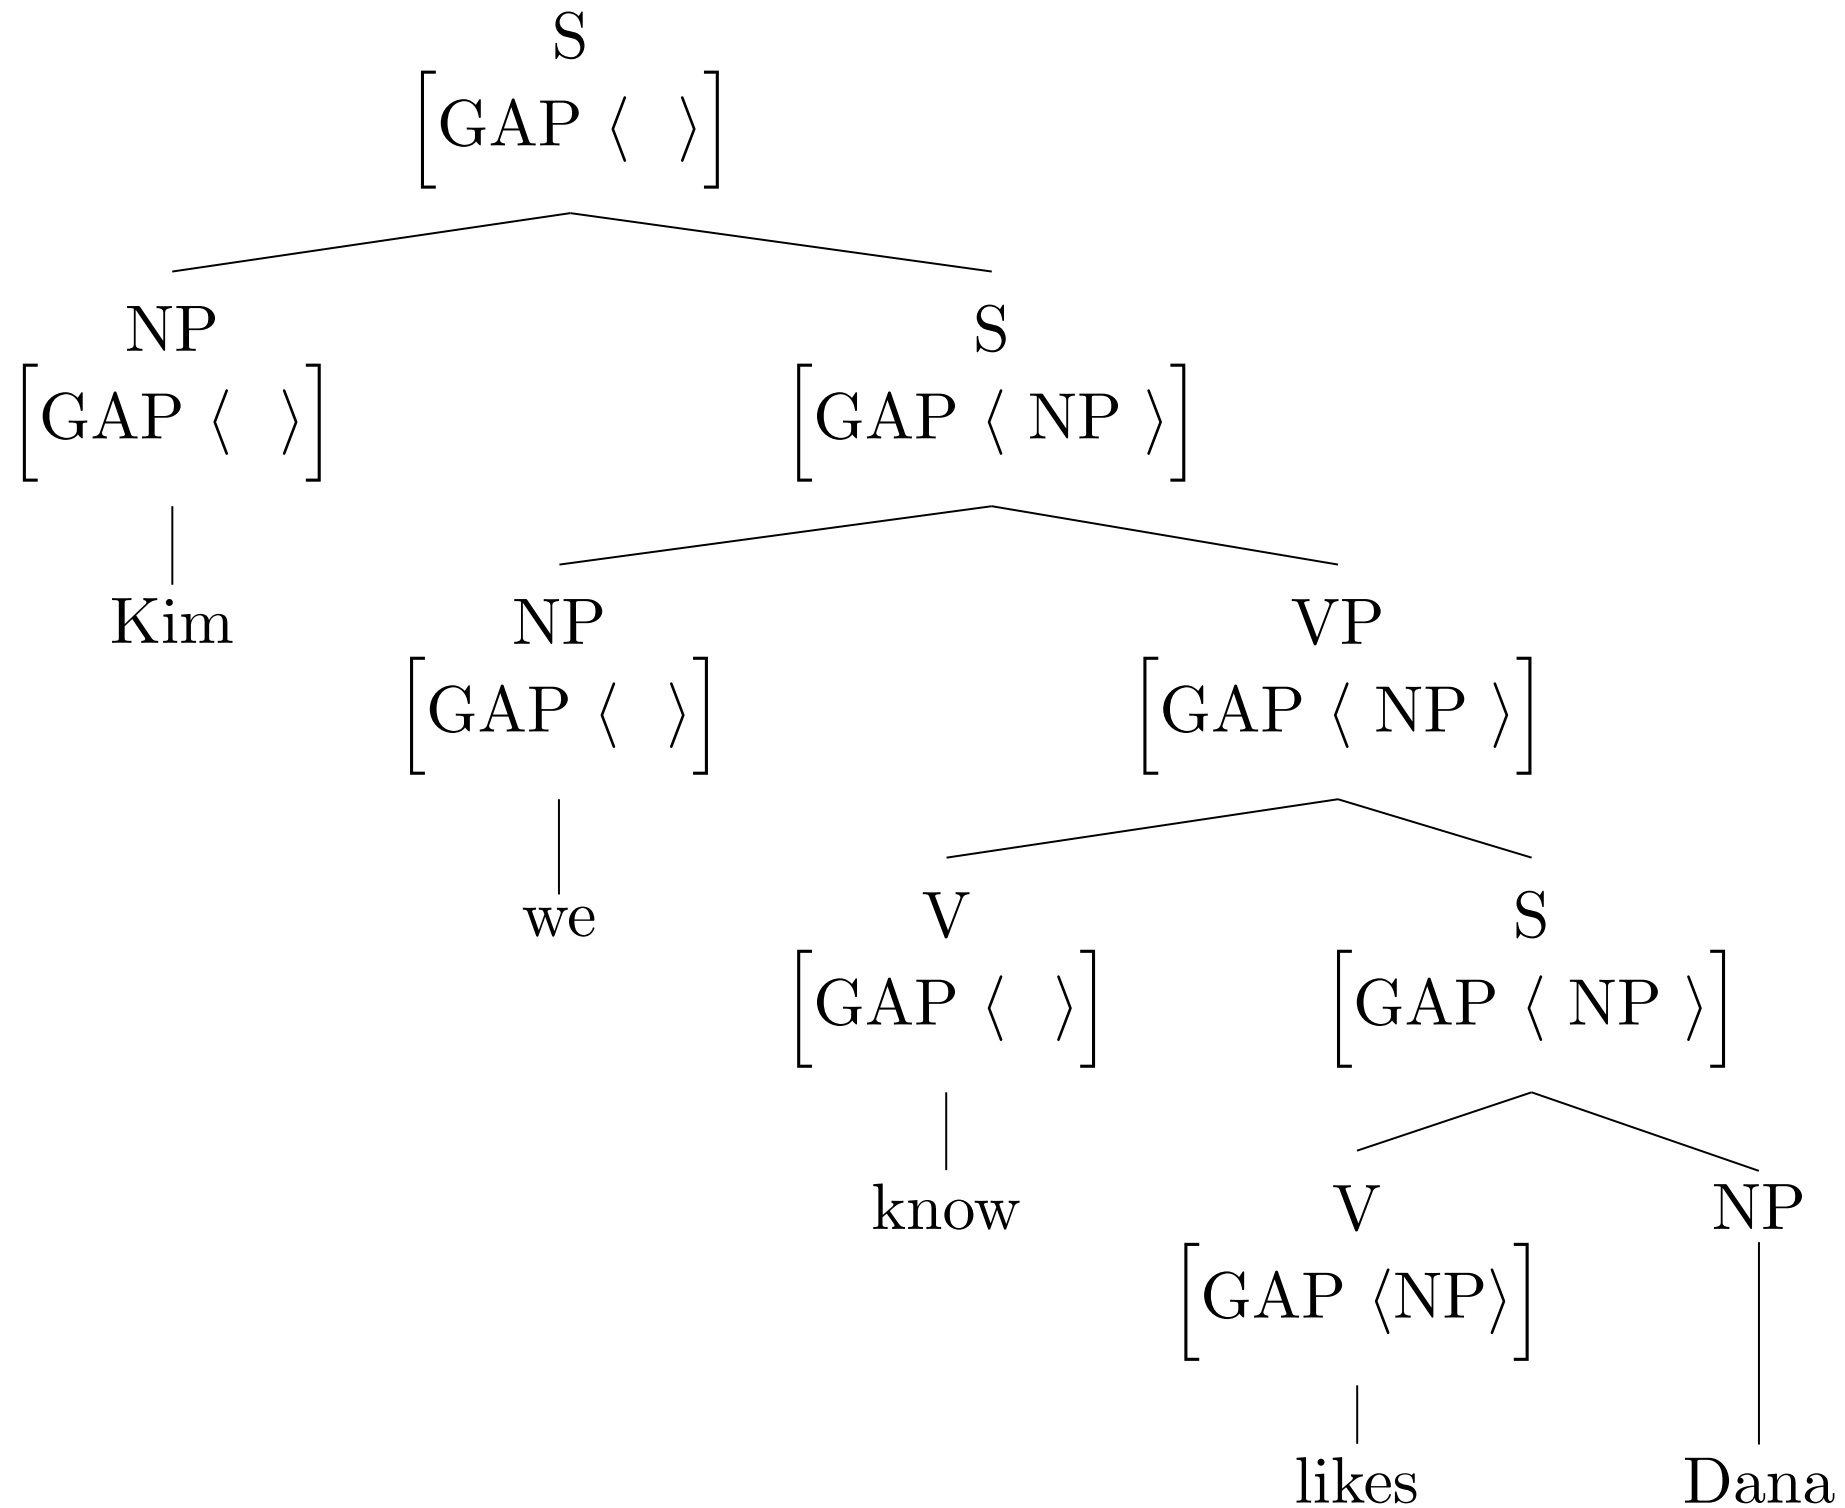 S
[GAP ⟨ ⟩]
NP S
[GAP ⟨ ⟩] [GAP ⟨ NP ⟩]
Kim NP VP
[GAP ⟨ ⟩] [GAP ⟨ NP ⟩]
we V S
[GAP ⟨ ⟩] [GAP ⟨ NP ⟩]
know V NP
[GAP ⟨NP⟩]
likes Dana